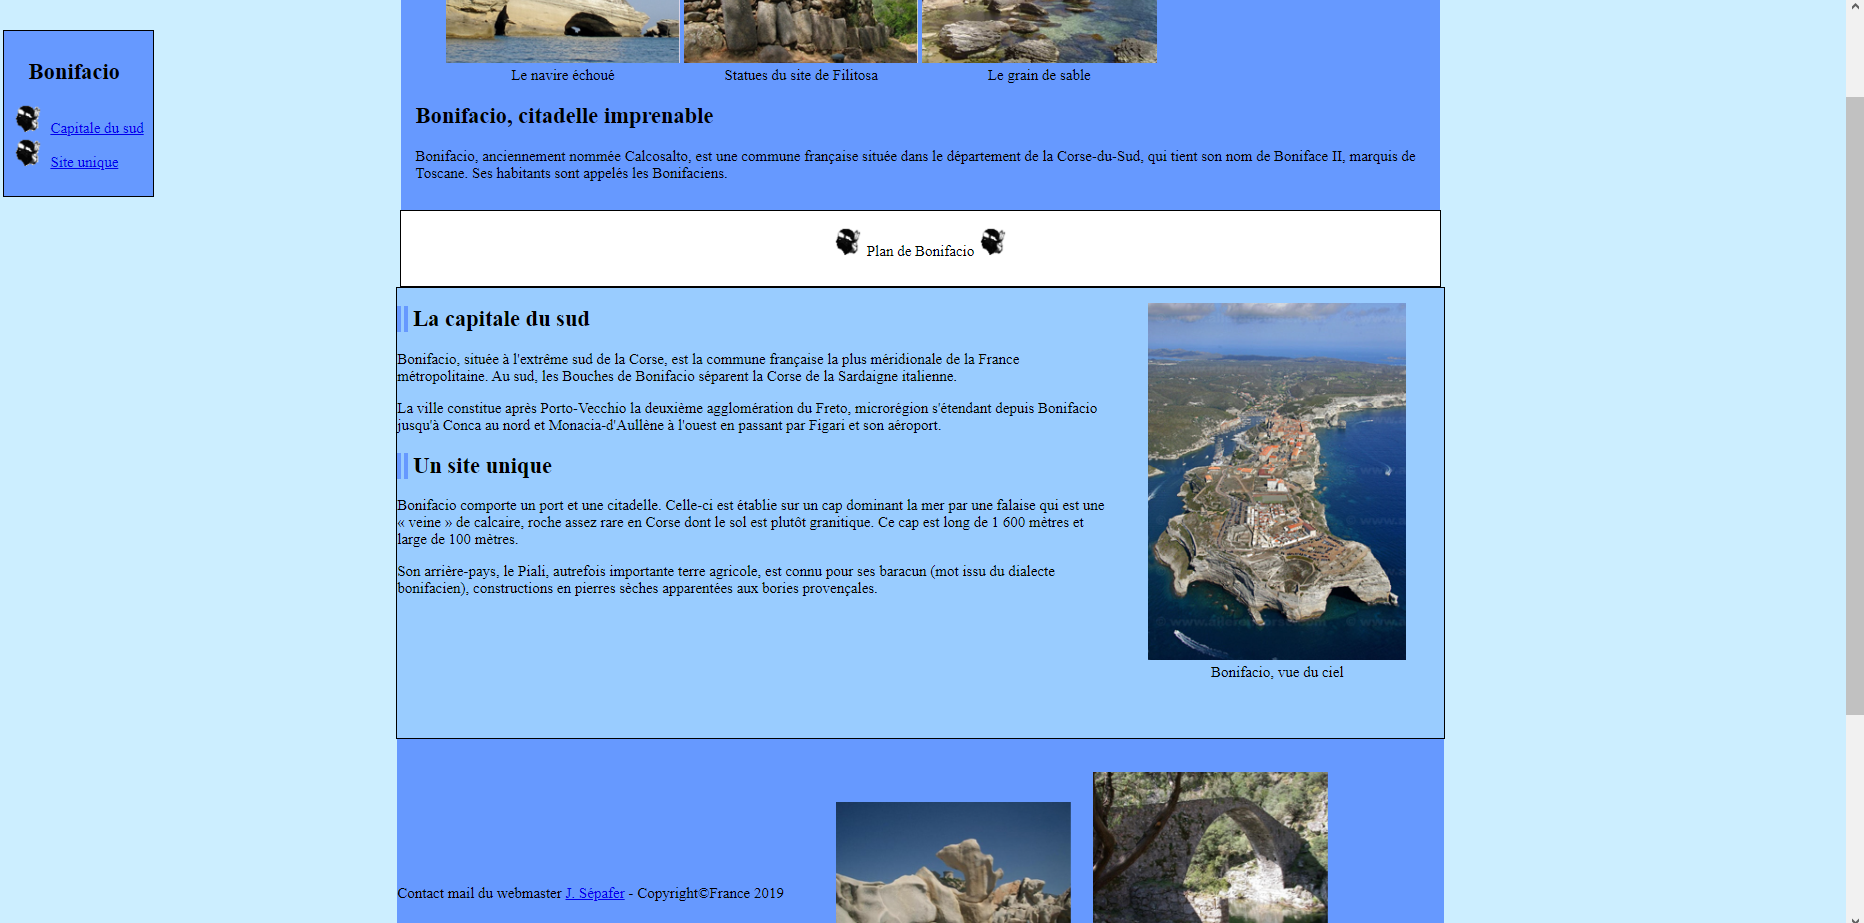 Bonifacio
Capitale du sud
Site unique
Le navire échoué
Statues du site de Filitosa
Le grain de sable
Bonifacio, citadelle imprenable
Bonifacio, anciennement nommée Calcosalto, est une commune française située dans le département de la Corse-du-Sud, qui tient son nom de Boniface II, marquis de
Toscane. Ses habitants sont appelés les Bonifaciens.
Plan de Bonifacio
La capitale du sud
Bonifacio, située à l'extrême sud de la Corse, est la commune française la plus méridionale de la France
métropolitaine. Au sud, les Bouches de Bonifacio séparent la Corse de la Sardaigne italienne.
La ville constitue après Porto-Vecchio la deuxième agglomération du Freto, microrégion s'étendant depuis Bonifacio
jusqu'à Conca au nord et Monacia-d'Aullène à l'ouest en passant par Figari et son aéroport.
Un site unique
Bonifacio comporte un port et une citadelle. Celle-ci est établie sur un cap dominant la mer par une falaise qui est une
« veine » de calcaire, roche assez rare en Corse dont le sol est plutôt granitique. Ce cap est long de 1 600 mètres et
large de 100 mètres.
Son arrière-pays, le Piali, autrefois importante terre agricole, est connu pour ses baracun (mot issu du dialecte
bonifacien), constructions en pierres sèches apparentées aux bories provençales.
Bonifacio, vue du ciel
Contact mail du webmaster J. Sépafer - Copyright©France 2019